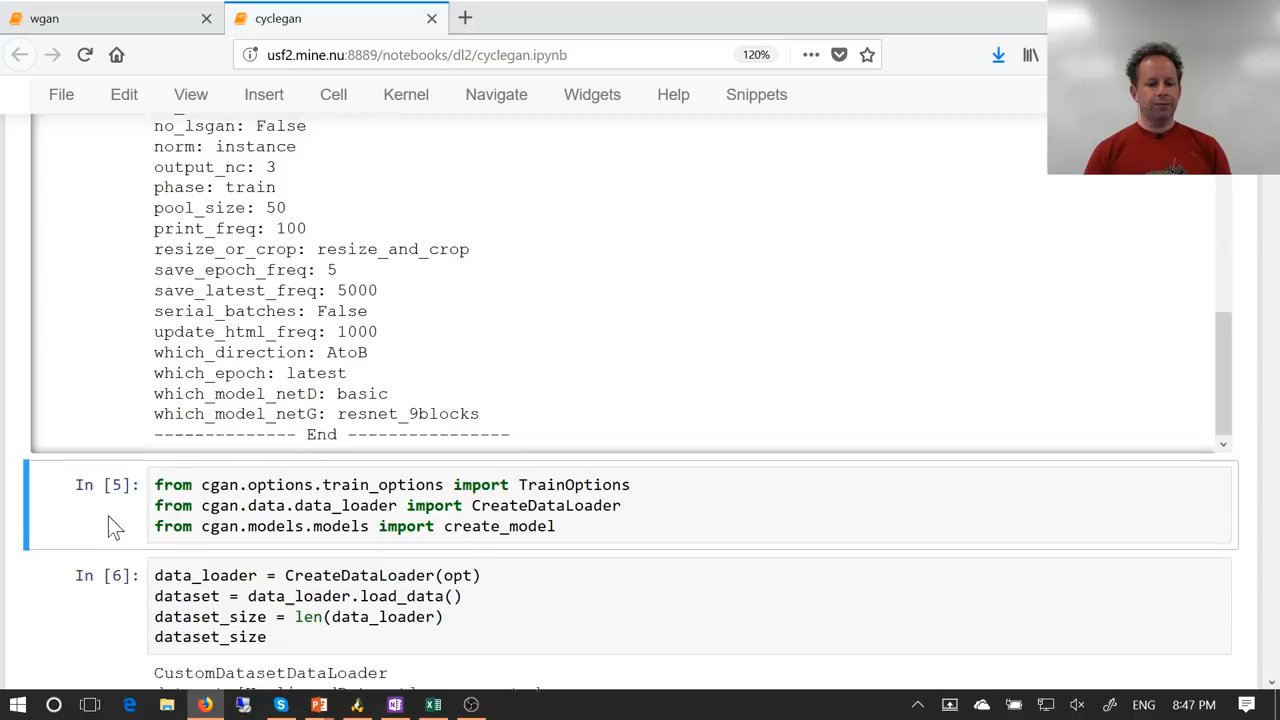 wgan
cyclegan
usf2.mine.nu:8889/notebooks/dl2/cyclegan.ipynb
120%
File Edit View Insert Cell Kernel Navigate Widgets Help Snippets
no_lsgan: False
norm: instance
output_nc: 3
phase: train
pool_size: 50
print_freq: 100
resize_or_crop: resize_and_crop
save_epoch_freq: 5
save_latest_freq: 5000
serial_batches: False
update_html_freq: 1000
which_direction: AtoB
which_epoch: latest
which_model_netD: basic
which_model_netG: resnet_9blocks
-------------- End ----------------
In [5]: from cgan.options.train_options import TrainOptions
from cgan.data.data_loader import CreateDataLoader
from cgan.models.models import create_model
In [6]: data_loader = CreateDataLoader(opt)
dataset = data_loader.load_data()
dataset_size = len(data_loader)
dataset_size
CustomDatasetDataLoader
ENG 8:47 PM